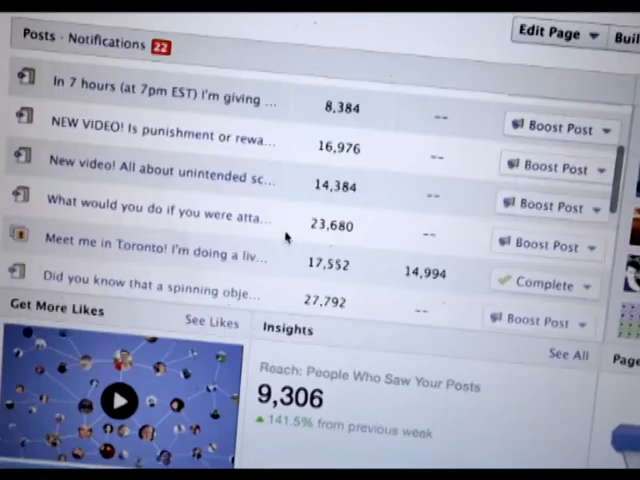 Edit Page
Buil
Posts · Notifications 22
In 7 hours (at 7pm EST) I'm giving ... 8,384 -- Boost Post
NEW VIDEO! Is punishment or rewa... 16,976 -- Boost Post
New video! All about unintended sc... 14,384 -- Boost Post
What would you do if you were atta... 23,680 -- Boost Post
Meet me in Toronto! I'm doing a liv... 17,552 14,994 Complete
Did you know that a spinning obje... 27,792 -- Boost Post
Get More Likes See Likes
Insights See All
Page
Reach: People Who Saw Your Posts
9,306
141.5% from previous week